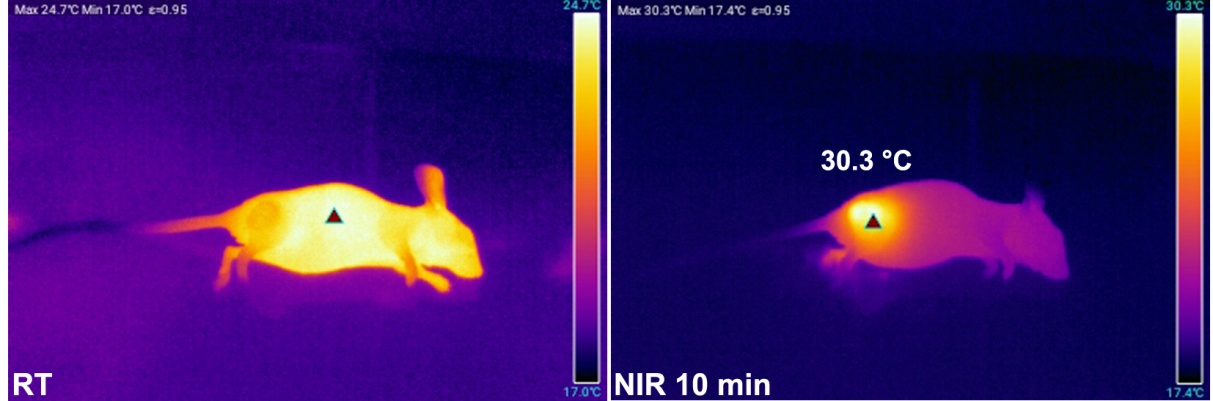 Max 24.7℃ Min 17.0℃ ε=0.95
24.7℃
RT
17.0℃
Max 30.3℃ Min 17.4℃ ε=0.95
30.3℃
30.3 °C
NIR 10 min
17.4℃